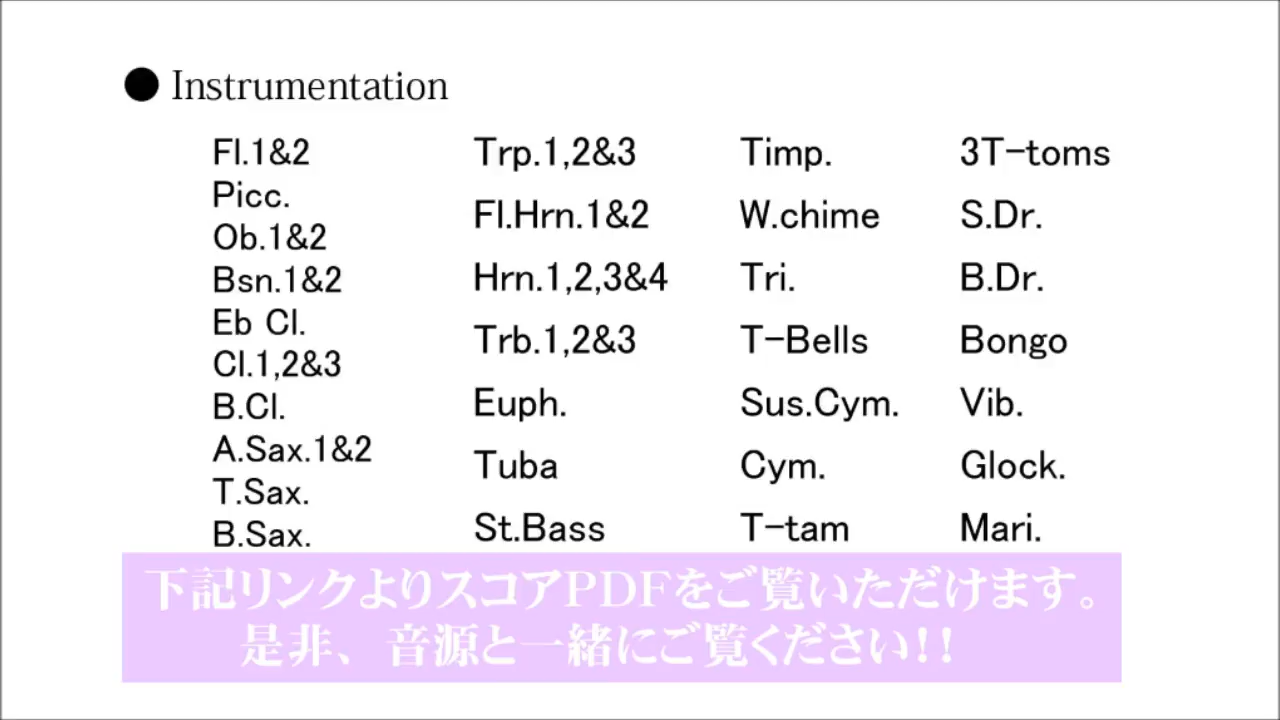 ● Instrumentation
Fl.1&2
Picc.
Ob.1&2
Bsn.1&2
Eb Cl.
Cl.1,2&3
B.Cl.
A.Sax.1&2
T.Sax.
B.Sax.
Trp.1,2&3
Fl.Hrn.1&2
Hrn.1,2,3&4
Trb.1,2&3
Euph.
Tuba
St.Bass
Timp.
W.chime
Tri.
T-Bells
Sus.Cym.
Cym.
T-tam
3T-toms
S.Dr.
B.Dr.
Bongo
Vib.
Glock.
Mari.
下記リンクよりスコアPDFをご覧いただけます。
是非、音源と一緒にご覧ください!!